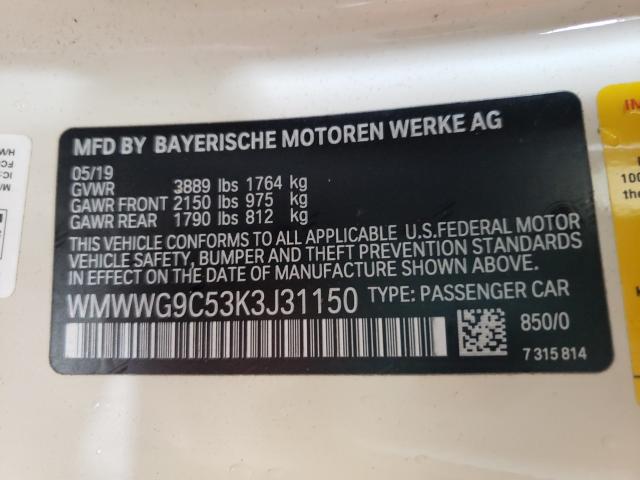 MFD BY BAYERISCHE MOTOREN WERKE AG
05/19
GVWR 3889 lbs 1764 kg
GAWR FRONT 2150 lbs 975 kg
GAWR REAR 1790 lbs 812 kg
THIS VEHICLE CONFORMS TO ALL APPLICABLE U.S.FEDERAL MOTOR
VEHICLE SAFETY, BUMPER AND THEFT PREVENTION STANDARDS
IN EFFECT ON THE DATE OF MANUFACTURE SHOWN ABOVE.
WMWWG9C53K3J31150 TYPE: PASSENGER CAR
850/0
7 315 814
100
the